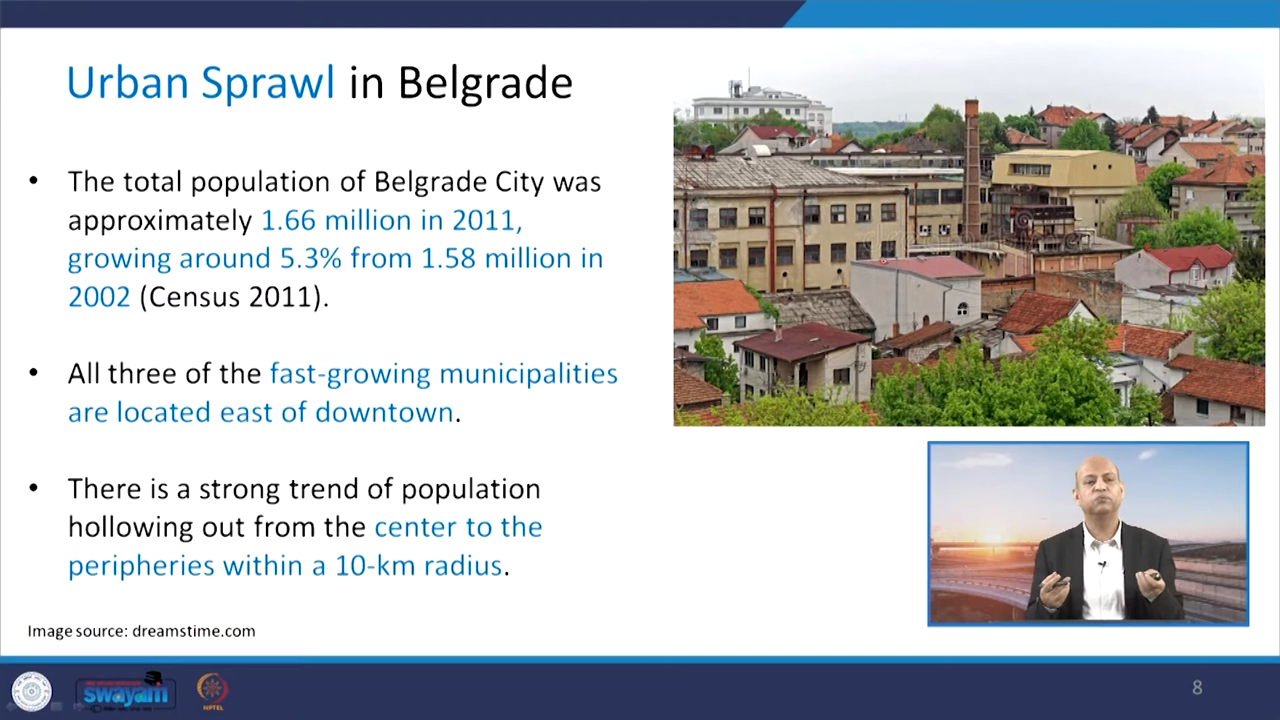 Urban Sprawl in Belgrade
• The total population of Belgrade City was
approximately 1.66 million in 2011,
growing around 5.3% from 1.58 million in
2002 (Census 2011).
• All three of the fast-growing municipalities
are located east of downtown.
• There is a strong trend of population
hollowing out from the center to the
peripheries within a 10-km radius.
Image source: dreamstime.com
swayam
NPTEL
8